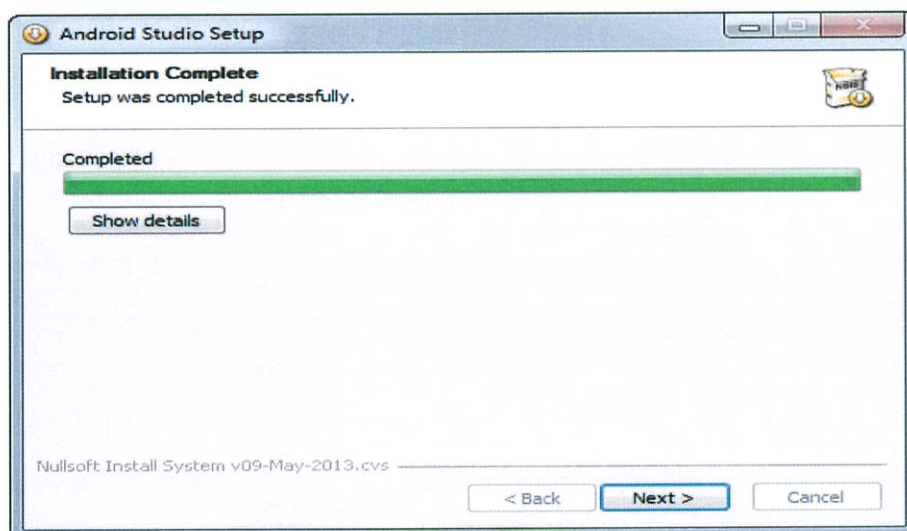 Android Studio Setup
Installation Complete
Setup was completed successfully.
Completed
Show details
Nullsoft Install System v09-May-2013.cvs
< Back Next > Cancel